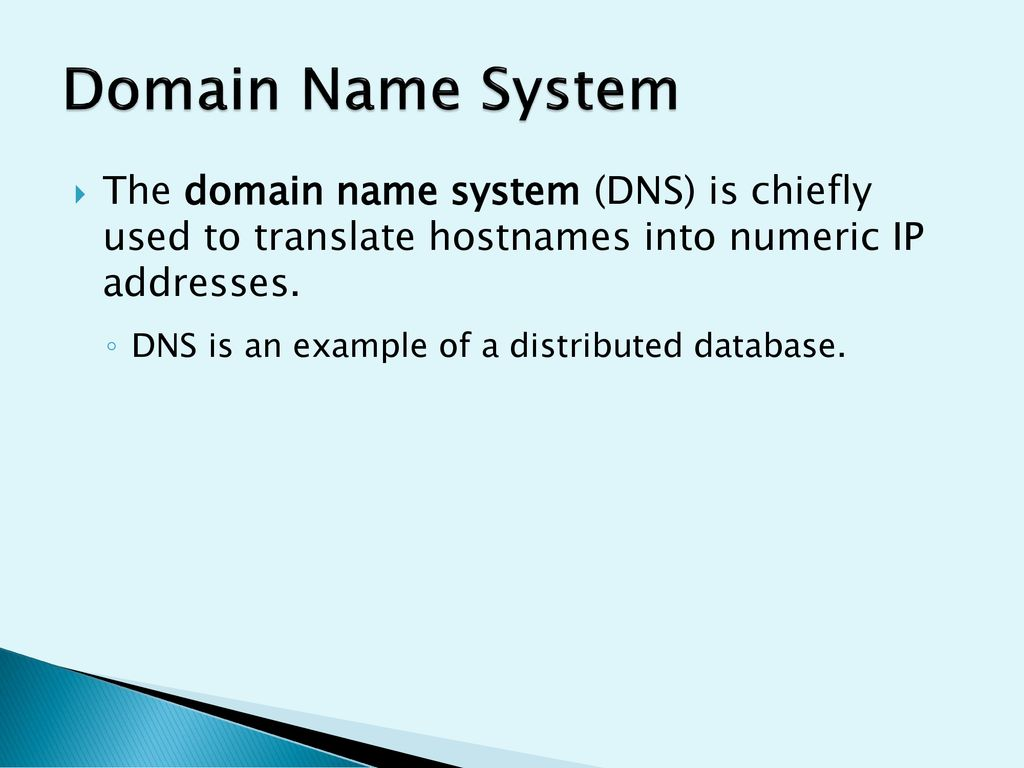 Domain Name System
The domain name system (DNS) is chiefly
used to translate hostnames into numeric IP
addresses.
DNS is an example of a distributed database.